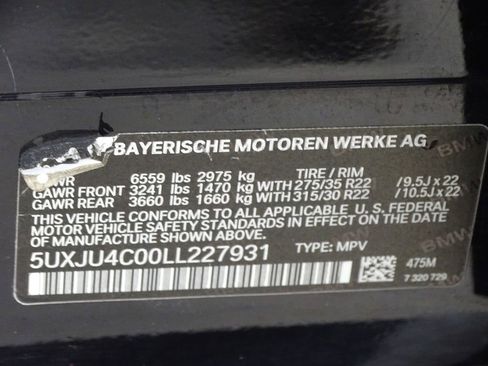 BAYERISCHE MOTOREN WERKE AG
GVWR 6559 lbs 2975 kg TIRE / RIM
GAWR FRONT 3241 lbs 1470 kg WITH 275/35 R22 / 9.5J x 22
GAWR REAR 3660 lbs 1660 kg WITH 315/30 R22 / 10.5J x 22
THIS VEHICLE CONFORMS TO ALL APPLICABLE U. S. FEDERAL
MOTOR VEHICLE SAFETY STANDARDS IN EFFECT ON THE DATE
OF MANUFACTURE SHOWN ABOVE.
5UXJU4C00LL227931 TYPE: MPV
475M
7 320 729
BMW